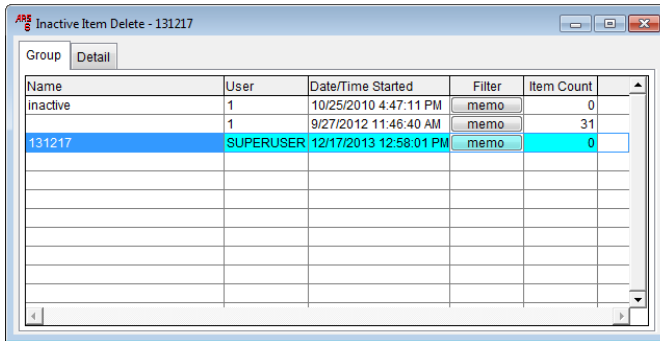 ARS
S
Inactive Item Delete - 131217
Group Detail
Name User Date/Time Started Filter Item Count
inactive 1 10/25/2010 4:47:11 PM memo 0
1 9/27/2012 11:46:40 AM memo 31
131217 SUPERUSER 12/17/2013 12:58:01 PM memo 0